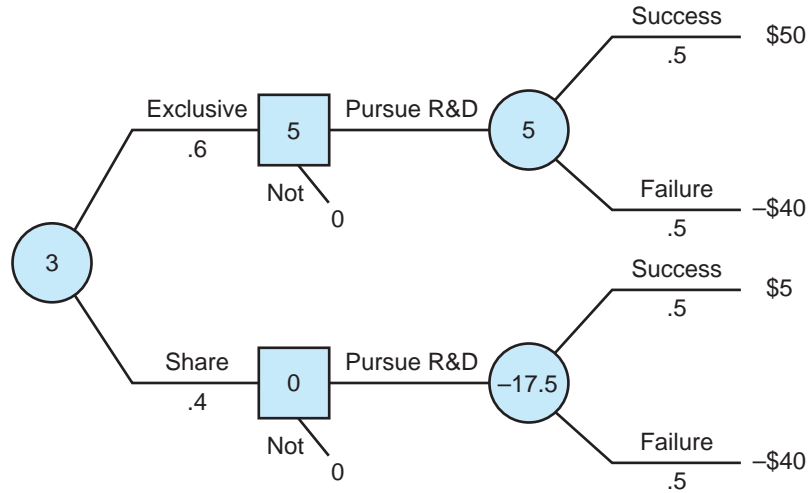 Success
.5
$50
Exclusive
.6
5
Pursue R&D
5
Not
0
Failure
.5
–$40
3
Success
.5
$5
Share
.4
0
Pursue R&D
–17.5
Not
0
Failure
.5
–$40